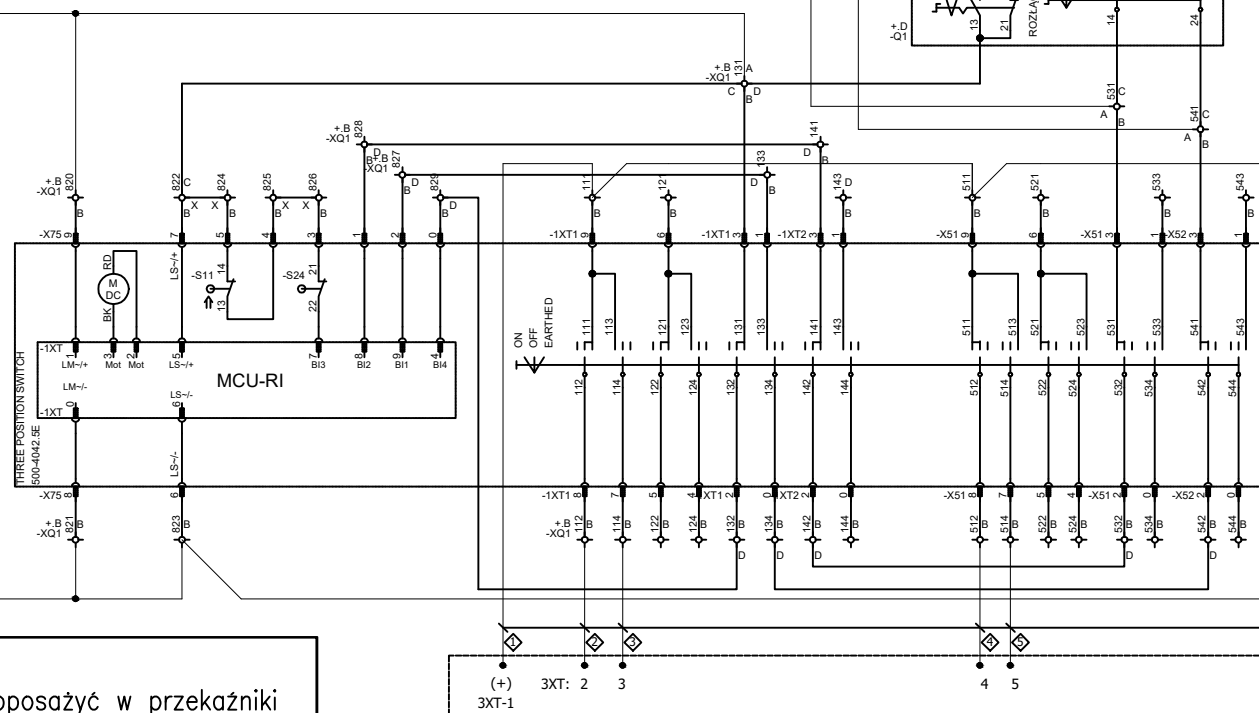 13
21
ROZŁĄ
14
24
+.D
-Q1
+.B
-XQ1
131
A
C
D
B
531
C
A
B
541
C
A
B
+.B
-XQ1
828
D
B
+.B
-XQ1
827
D
B
141
D
B
133
D
B
+.B
-XQ1
820
B
822
C
B
X
824
X
B
825
B
X
826
X
B
829
D
B
111
B
121
B
143
D
B
511
B
521
B
533
B
543
B
-X75
9
7
5
4
3
1
2
0
-1XT1
9
6
-1XT1
3
1
-1XT2
3
1
-X51
9
6
-X51
3
1
-X52
3
1
RD
M
DC
BK
LS~/+
-S11
14
13
-S24
21
22
ON
OFF
EARTHED
111
113
121
123
131
133
141
143
511
513
521
523
531
533
541
543
THREE POSITION SWITCH
500-4042.5E
-1XT
1
3
2
5
7
8
9
4
LM~/+
Mot
Mot
LS~/+
BI3
BI2
BI1
BI4
MCU-RI
LM~/-
LS~/-
-1XT
0
6
112
114
122
124
132
134
142
144
512
514
522
524
532
534
542
544
LS~/-
-X75
8
6
-1XT1
8
7
5
4
XT1
2
0
XT2
2
0
-X51
8
7
5
4
-X51
2
0
-X52
2
0
+.B
-XQ1
821
B
823
B
+.B
-XQ1
112
B
114
B
122
B
124
B
132
B
D
134
B
142
B
144
B
512
B
514
B
522
B
524
B
532
B
D
534
B
542
B
D
544
B
1
2
3
4
5
(+)
3XT: 2
3
4
5
3XT-1
oposażyć w przekaźniki